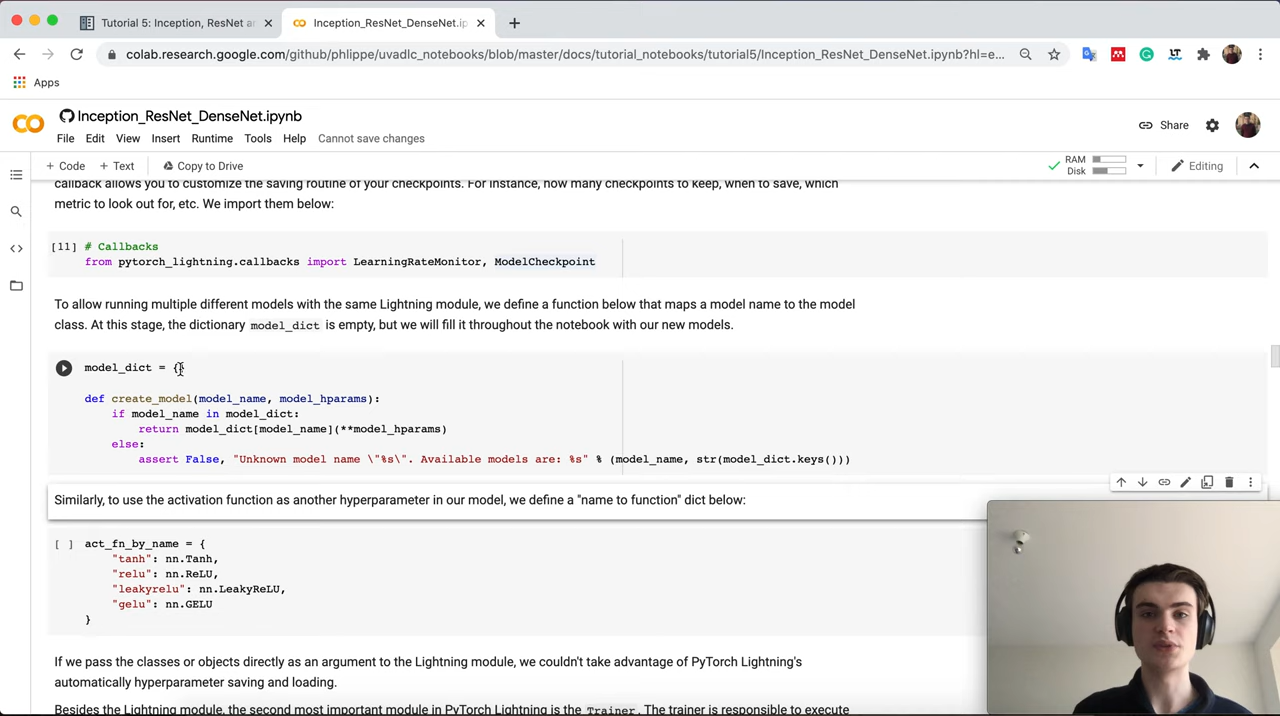 Tutorial 5: Inception, ResNet ar
Inception_ResNet_DenseNet.ipynb
colab.research.google.com/github/phlippe/uvadlc_notebooks/blob/master/docs/tutorial_notebooks/tutorial5/Inception_ResNet_DenseNet.ipynb?hl=e...
Apps
Inception_ResNet_DenseNet.ipynb
File Edit View Insert Runtime Tools Help Cannot save changes
Share
+ Code + Text Copy to Drive
RAM
Disk
Editing
callback allows you to customize the saving routine of your checkpoints. For instance, how many checkpoints to keep, when to save, which
metric to look out for, etc. We import them below:
[11] # Callbacks
from pytorch_lightning.callbacks import LearningRateMonitor, ModelCheckpoint
To allow running multiple different models with the same Lightning module, we define a function below that maps a model name to the model
class. At this stage, the dictionary model_dict is empty, but we will fill it throughout the notebook with our new models.
model_dict = {}
def create_model(model_name, model_hparams):
if model_name in model_dict:
return model_dict[model_name](**model_hparams)
else:
assert False, "Unknown model name \"%s\". Available models are: %s" % (model_name, str(model_dict.keys()))
Similarly, to use the activation function as another hyperparameter in our model, we define a "name to function" dict below:
[ ] act_fn_by_name = {
"tanh": nn.Tanh,
"relu": nn.ReLU,
"leakyrelu": nn.LeakyReLU,
"gelu": nn.GELU
}
If we pass the classes or objects directly as an argument to the Lightning module, we couldn't take advantage of PyTorch Lightning's
automatically hyperparameter saving and loading.
Besides the Lightning module, the second most important module in PyTorch Lightning is the Trainer. The trainer is responsible to execute